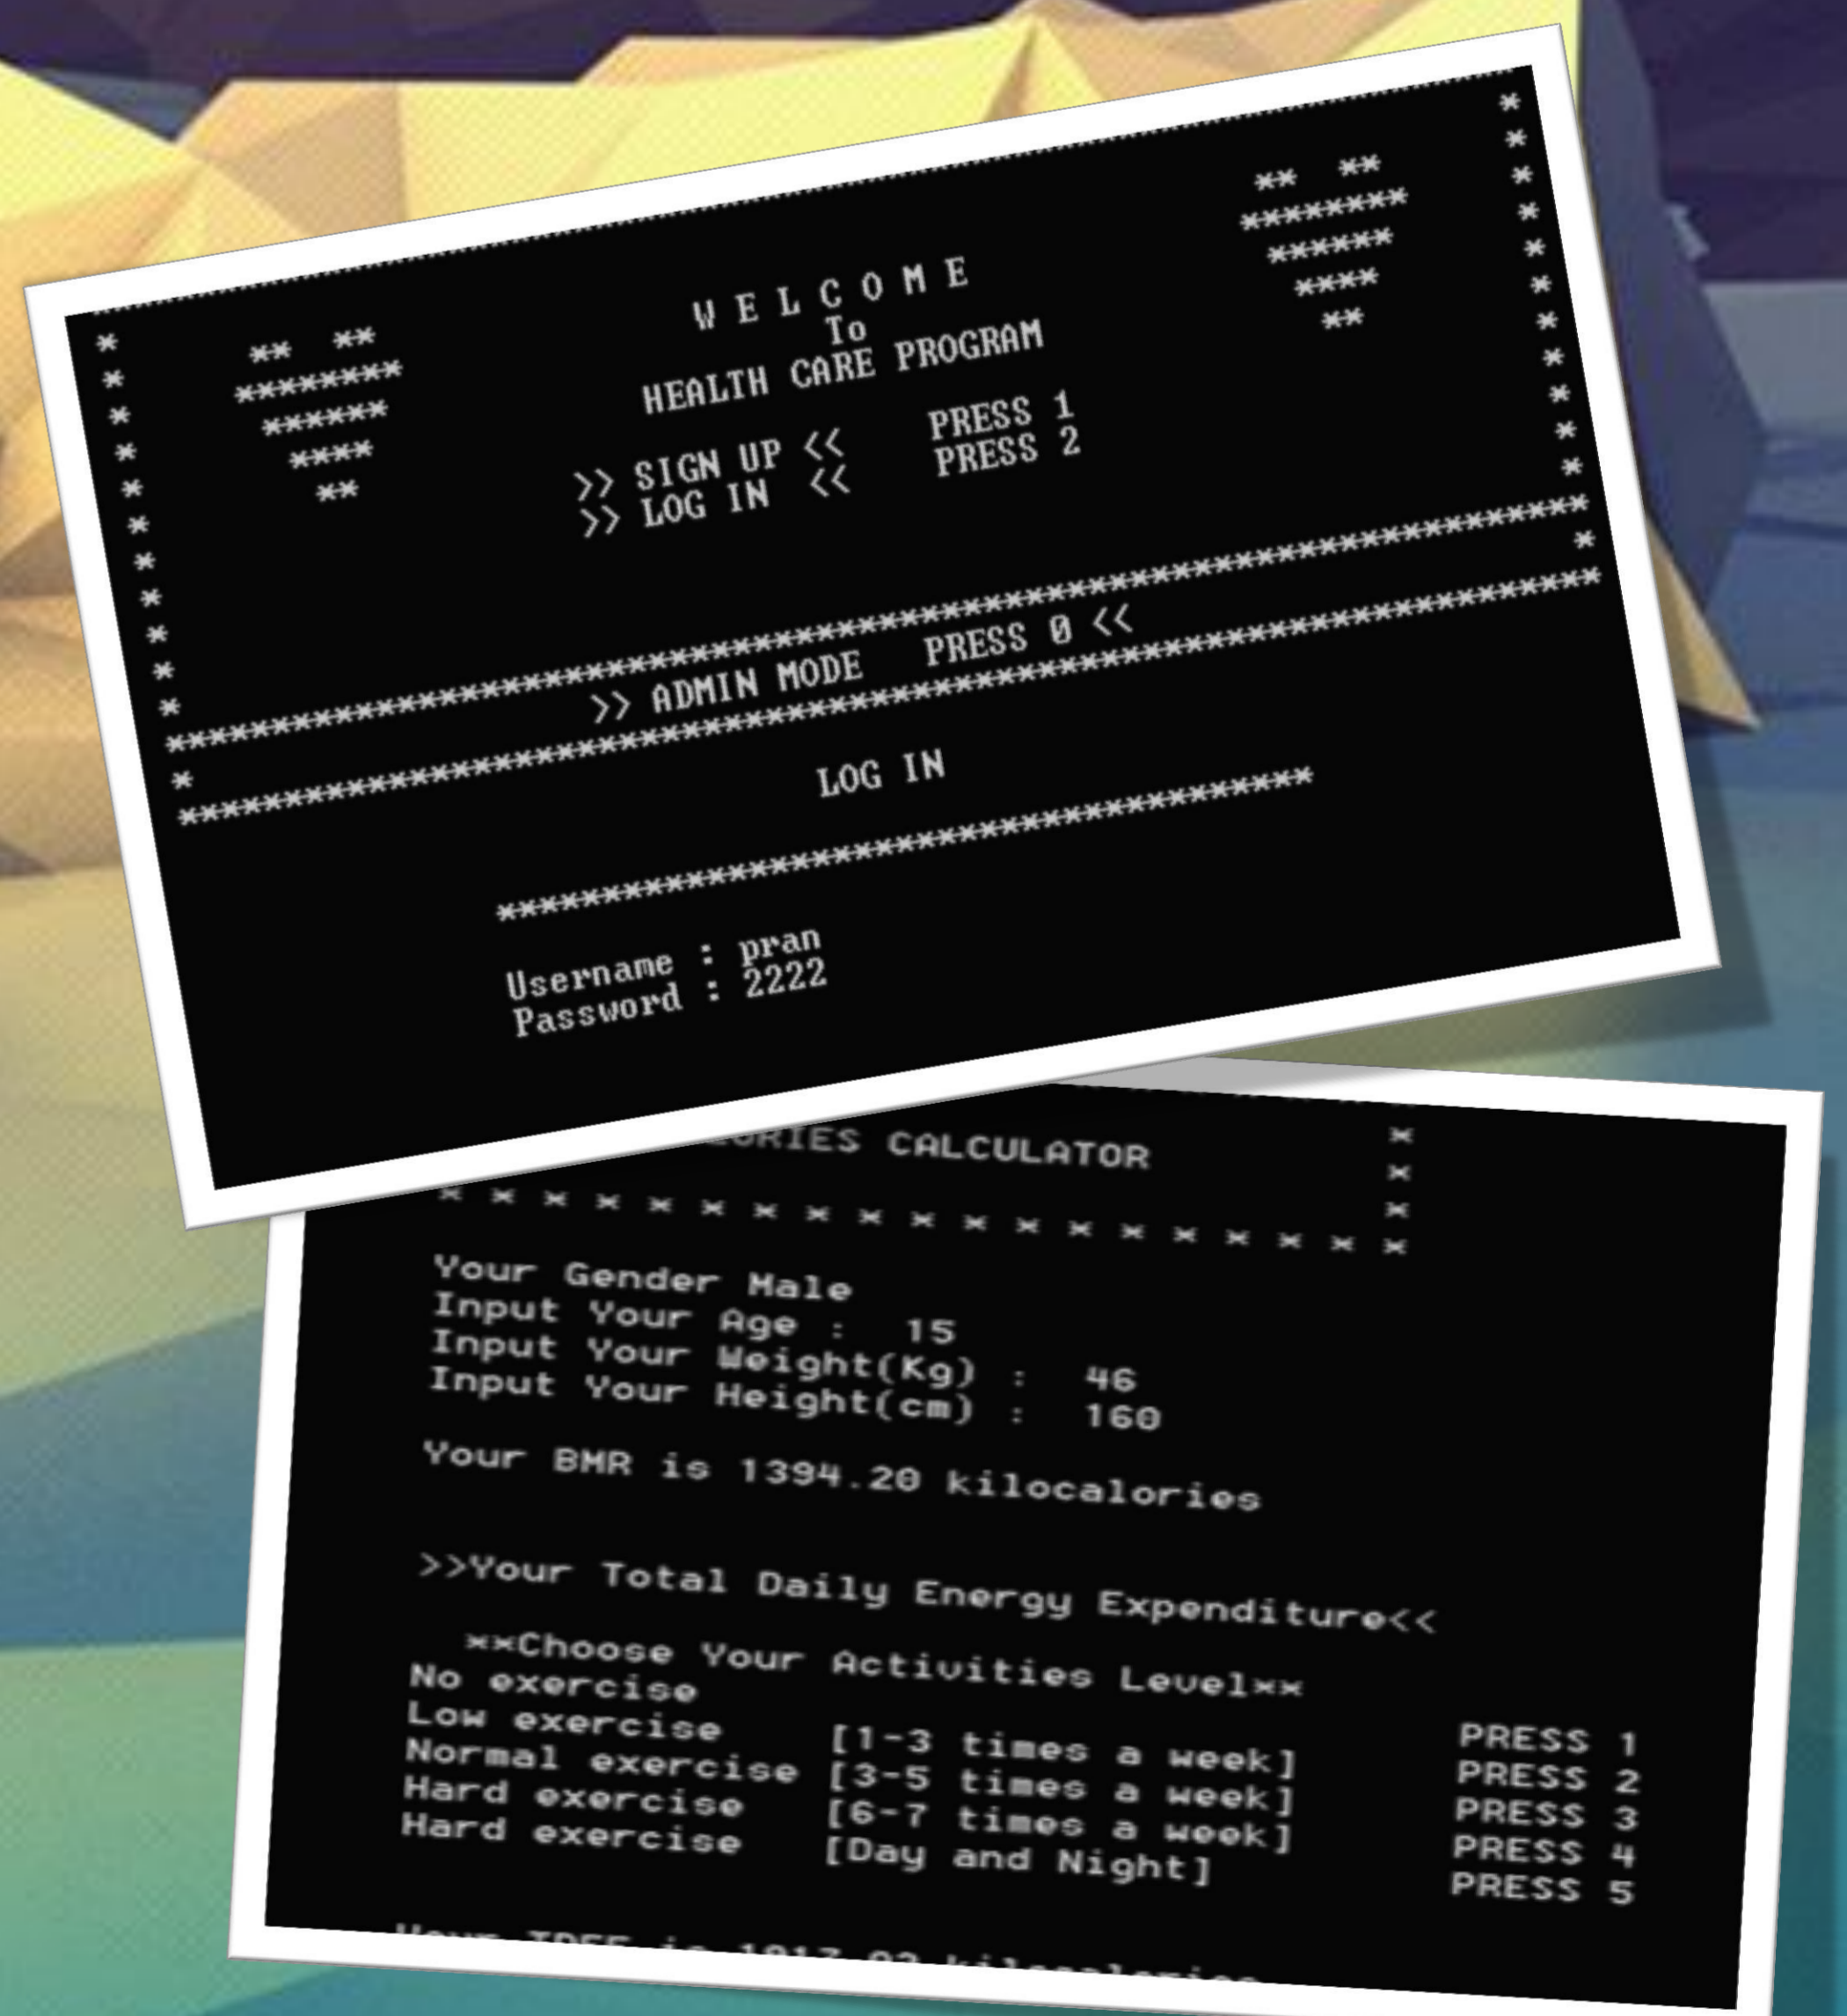 W E L C O M E
To
HEALTH CARE PROGRAM
>> SIGN UP << PRESS 1
>> LOG IN << PRESS 2
>> ADMIN MODE PRESS 0 <<
LOG IN
Username : pran
Password : 2222
CALCULATOR
Your Gender Male
Input Your Age : 15
Input Your Weight(Kg) : 46
Input Your Height(cm) : 160
Your BMR is 1394.20 kilocalories
>>Your Total Daily Energy Expenditure<<
**Choose Your Activities Level**
No exercise PRESS 1
Low exercise [1-3 times a week] PRESS 2
Normal exercise [3-5 times a week] PRESS 3
Hard exercise [6-7 times a week] PRESS 4
Hard exercise [Day and Night] PRESS 5